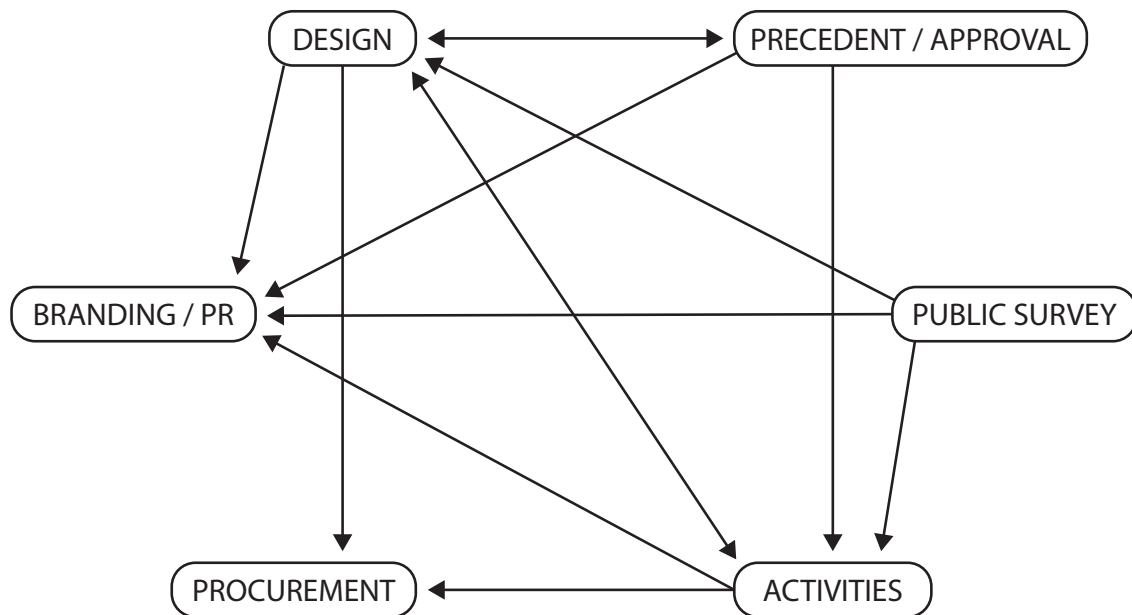 DESIGN
PRECEDENT / APPROVAL
BRANDING / PR
PUBLIC SURVEY
PROCUREMENT
ACTIVITIES